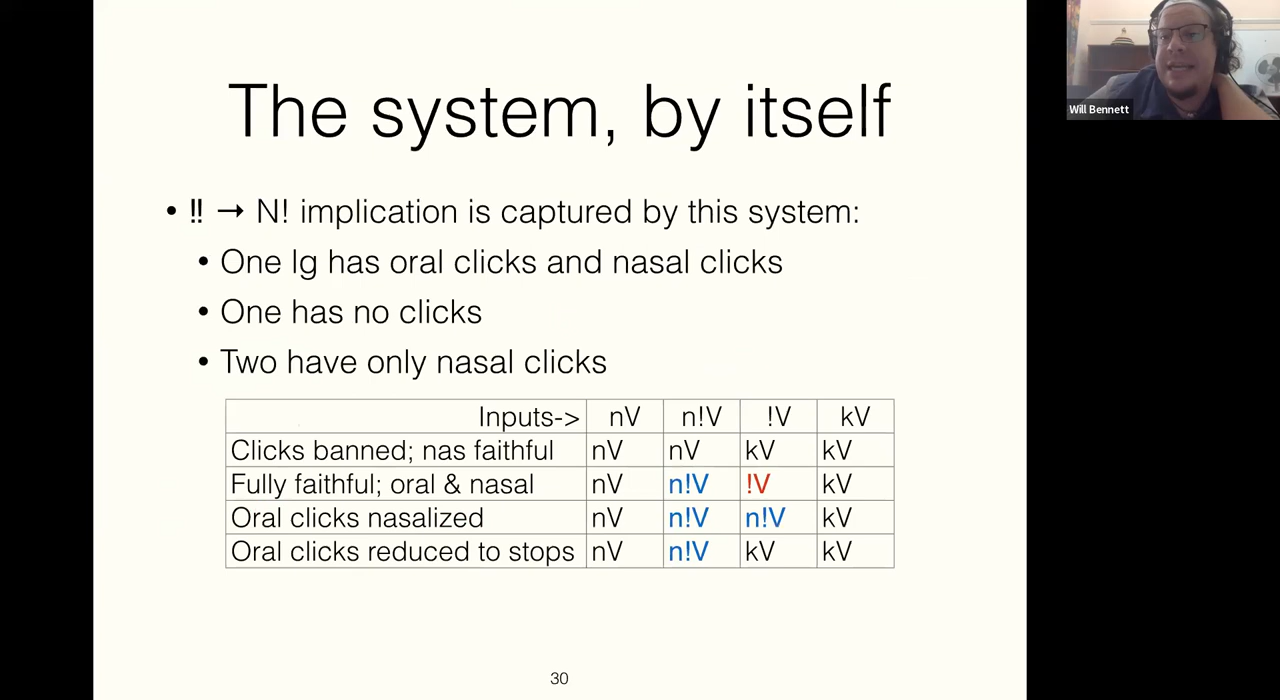 The system, by itself
• ‼ → N! implication is captured by this system:
• One lg has oral clicks and nasal clicks
• One has no clicks
• Two have only nasal clicks
Inputs-> nV n!V !V kV
Clicks banned; nas faithful nV nV kV kV
Fully faithful; oral & nasal nV n!V !V kV
Oral clicks nasalized nV n!V n!V kV
Oral clicks reduced to stops nV n!V kV kV
30
Will Bennett